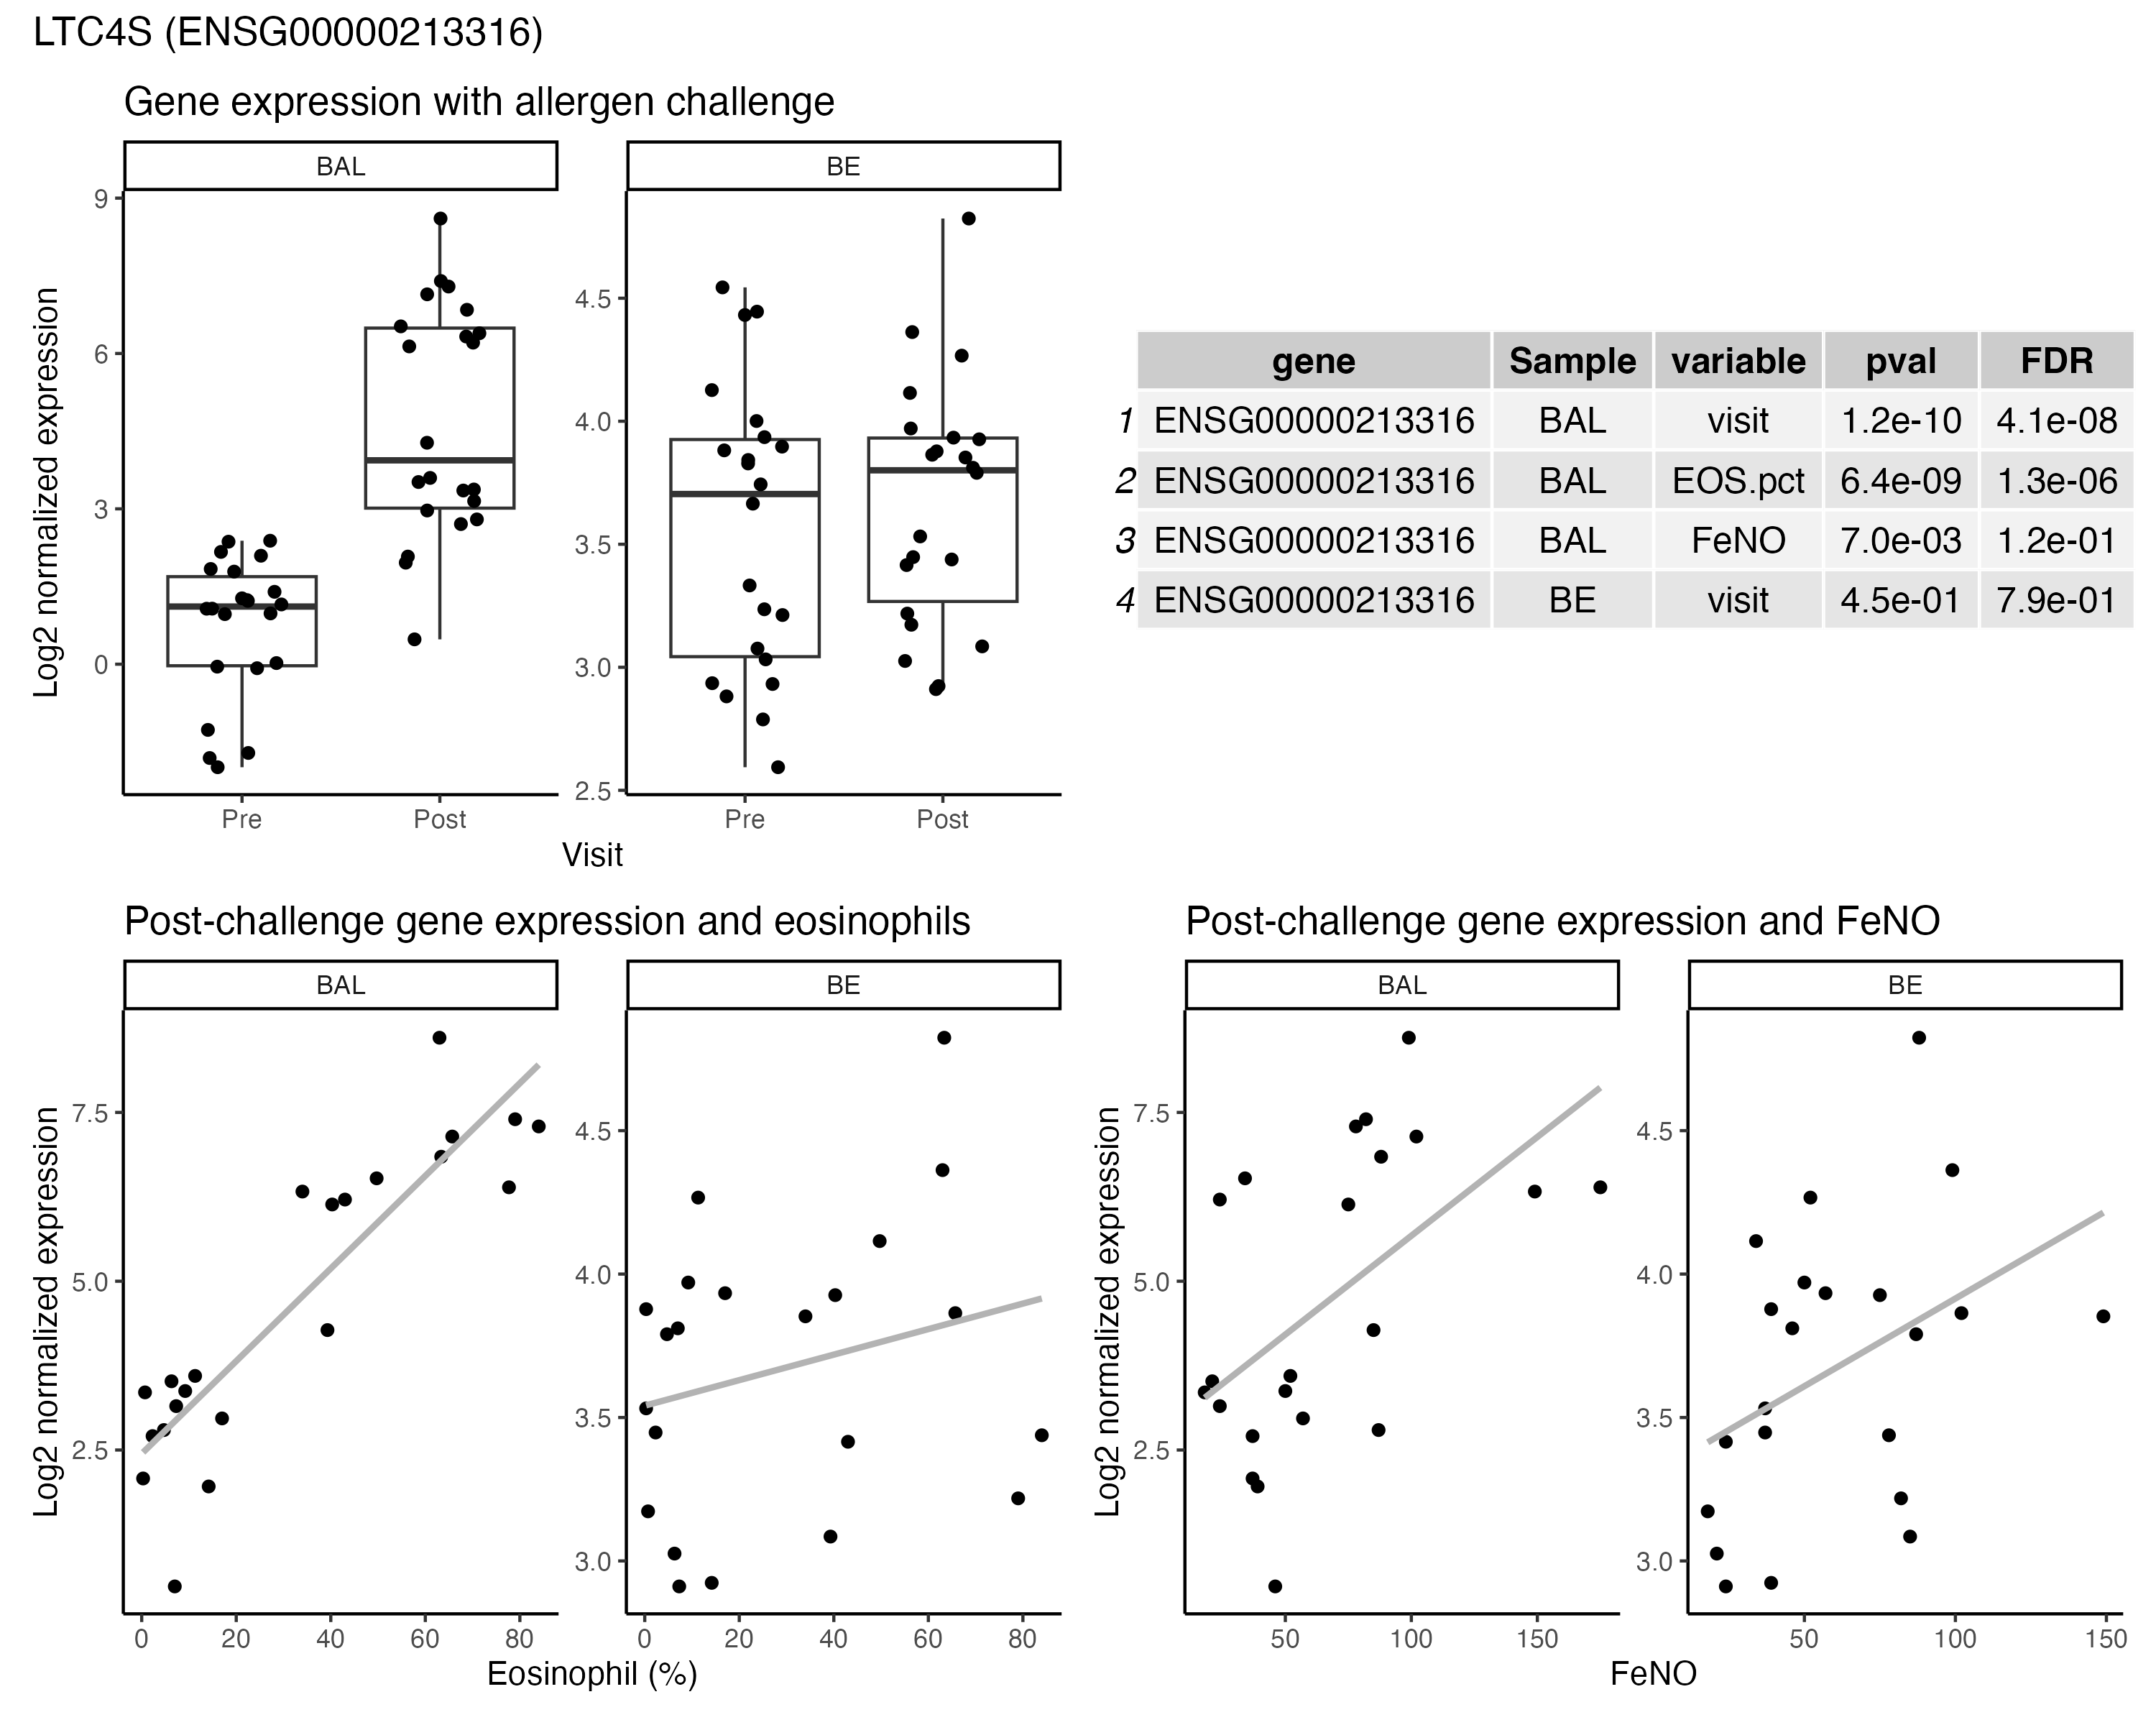 LTC4S (ENSG00000213316)
Gene expression with allergen challenge
BAL
BE
Log2 normalized expression
9
6
3
0
4.5
4.0
3.5
3.0
2.5
Pre
Post
Pre
Post
Visit
gene Sample variable pval FDR
1 ENSG00000213316 BAL visit 1.2e-10 4.1e-08
2 ENSG00000213316 BAL EOS.pct 6.4e-09 1.3e-06
3 ENSG00000213316 BAL FeNO 7.0e-03 1.2e-01
4 ENSG00000213316 BE visit 4.5e-01 7.9e-01
Post-challenge gene expression and eosinophils
BAL
BE
Log2 normalized expression
7.5
5.0
2.5
4.5
4.0
3.5
3.0
0 20 40 60 80
0 20 40 60 80
Eosinophil (%)
Post-challenge gene expression and FeNO
BAL
BE
Log2 normalized expression
7.5
5.0
2.5
4.5
4.0
3.5
3.0
50 100 150
50 100 150
FeNO